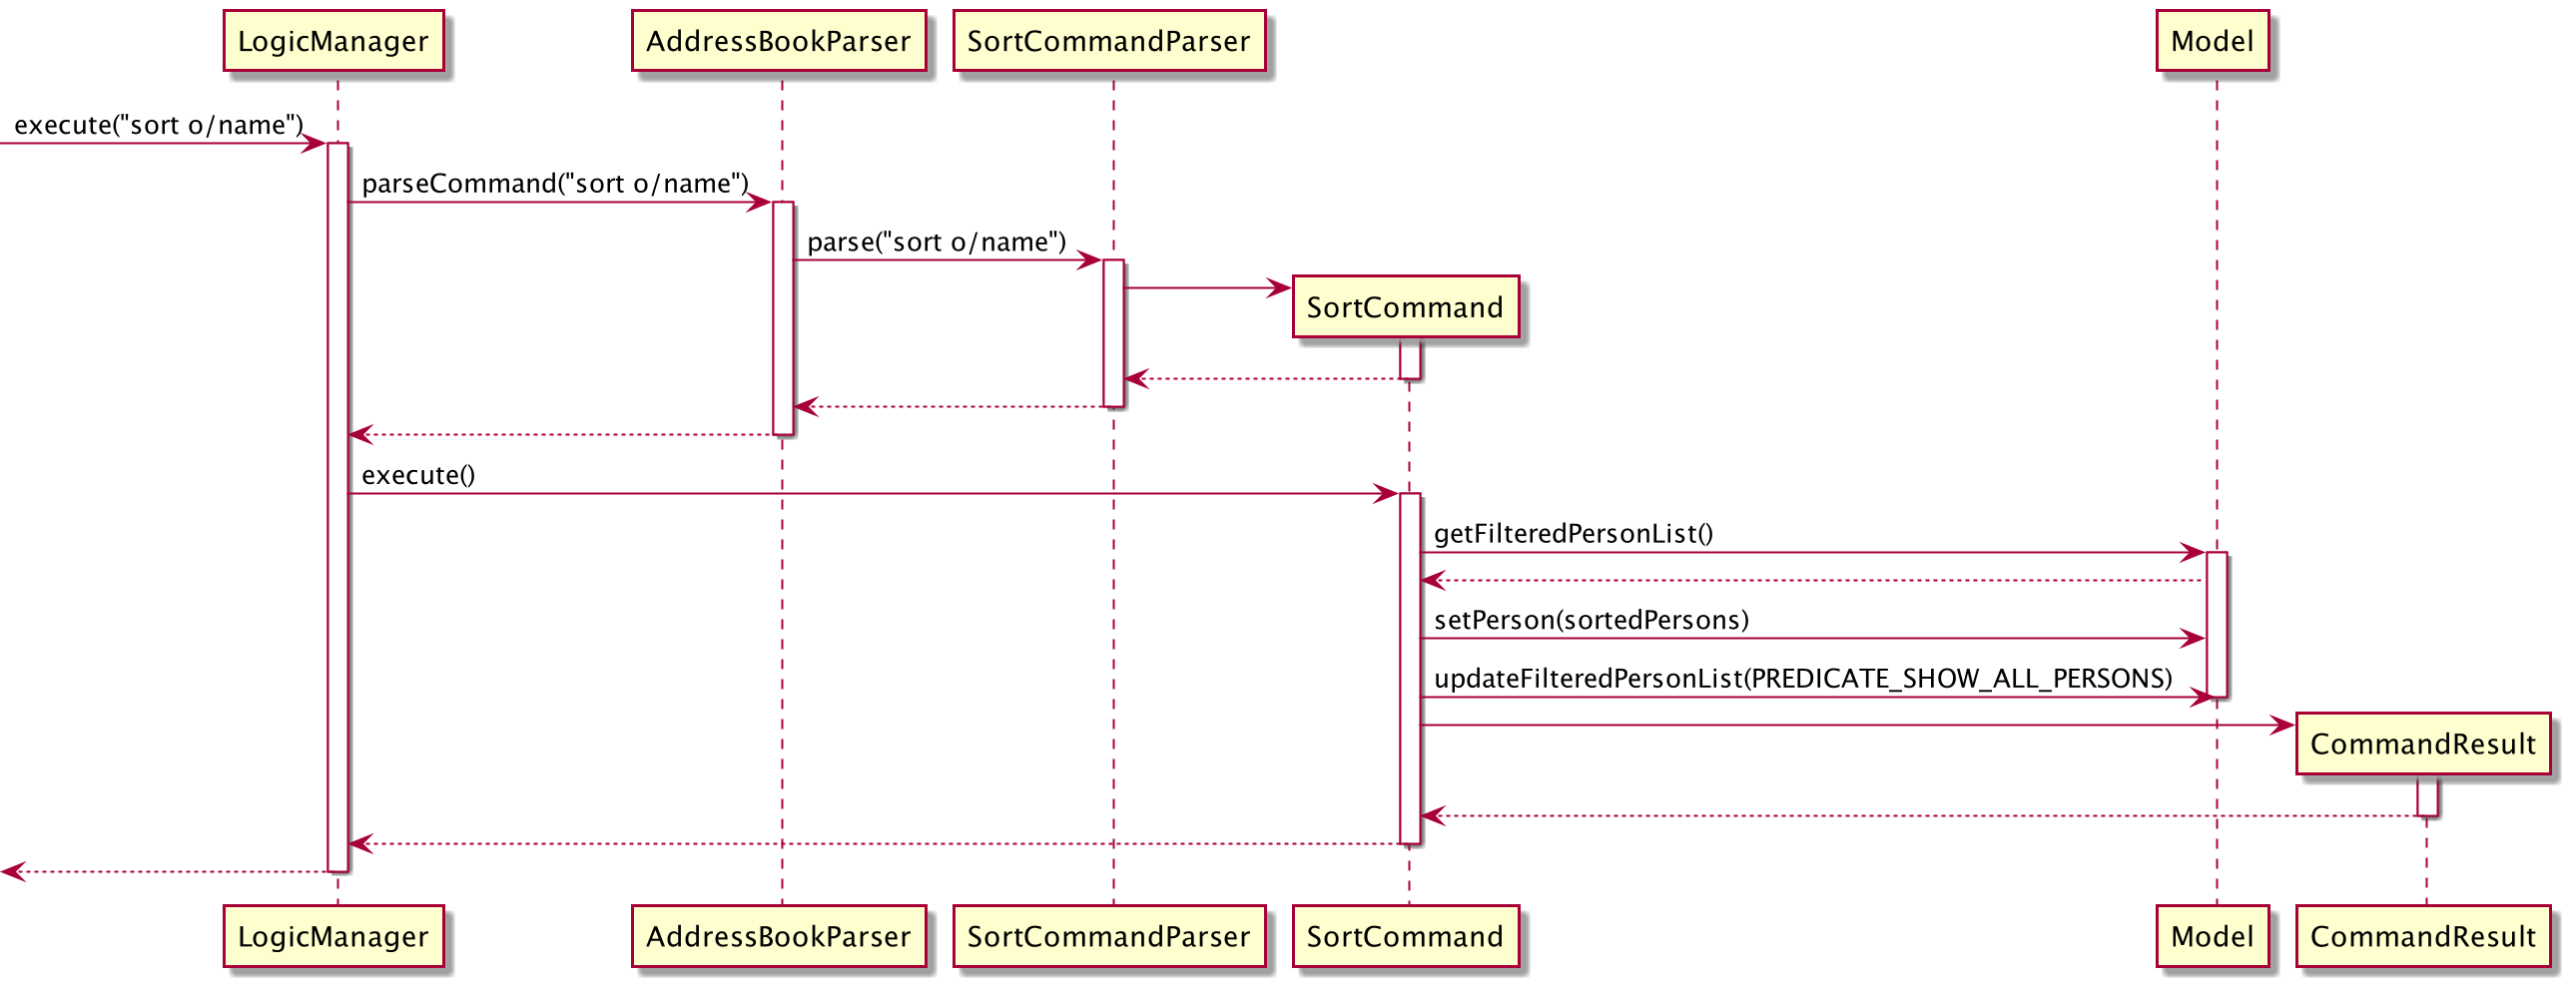 LogicManager
AddressBookParser
SortCommandParser
Model
execute("sort o/name")
parseCommand("sort o/name")
parse("sort o/name")
SortCommand
execute()
getFilteredPersonList()
setPerson(sortedPersons)
updateFilteredPersonList(PREDICATE_SHOW_ALL_PERSONS)
CommandResult
LogicManager
AddressBookParser
SortCommandParser
SortCommand
Model
CommandResult